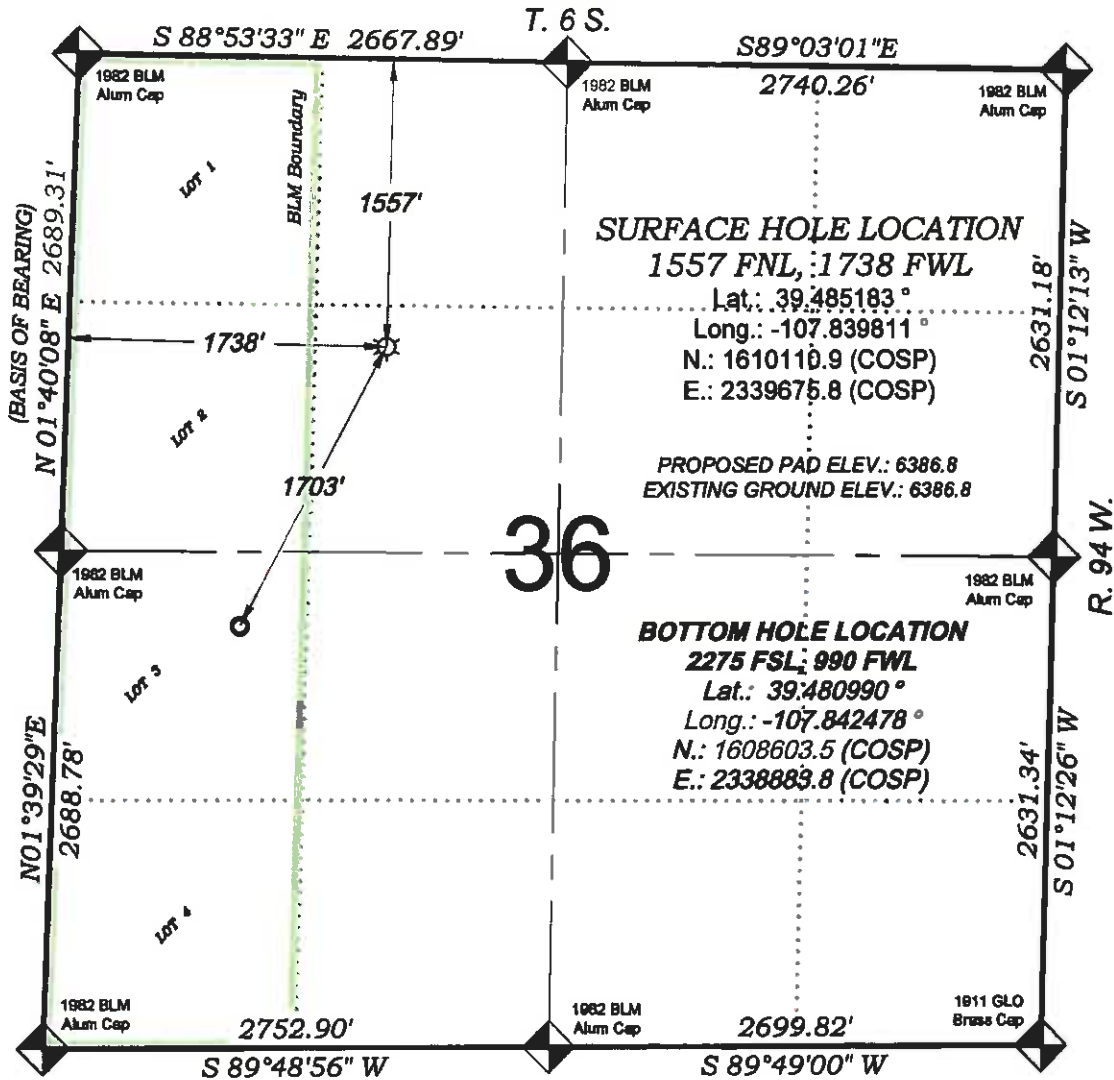 T. 6 S.
S 88°53'33" E 2667.89'
S89°03'01"E
2740.26'
1982 BLM
Alum Cap
1982 BLM
Alum Cap
1982 BLM
Alum Cap
LOT 1
BLM Boundary
1557'
(BASIS OF BEARING)
N 01°40'08" E 2689.31'
SURFACE HOLE LOCATION
1557 FNL, 1738 FWL
Lat.: 39.485183 °
Long.: -107.839811 °
N.: 1610110.9 (COSP)
E.: 2339675.8 (COSP)
2631.18'
S 01°12'13" W
1738'
LOT 2
1703'
PROPOSED PAD ELEV.: 6386.8
EXISTING GROUND ELEV.: 6386.8
36
R. 94 W.
1982 BLM
Alum Cap
1982 BLM
Alum Cap
LOT 3
BOTTOM HOLE LOCATION
2275 FSL, 990 FWL
Lat.: 39.480990 °
Long.: -107.842478 °
N.: 1608603.5 (COSP)
E.: 2338883.8 (COSP)
N01°39'29"E
2688.78'
2631.34'
S 01°12'26" W
LOT 4
1982 BLM
Alum Cap
1982 BLM
Alum Cap
1911 GLO
Brass Cap
2752.90'
2699.82'
S 89°48'56" W
S 89°49'00" W